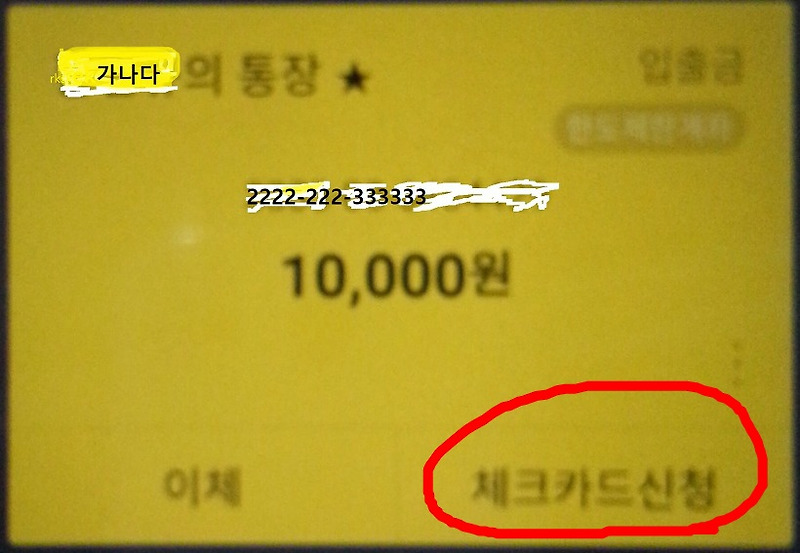 가나다의 통장 ★
입출금
한도제한계좌
2222-222-333333
10,000원
이체
체크카드신청